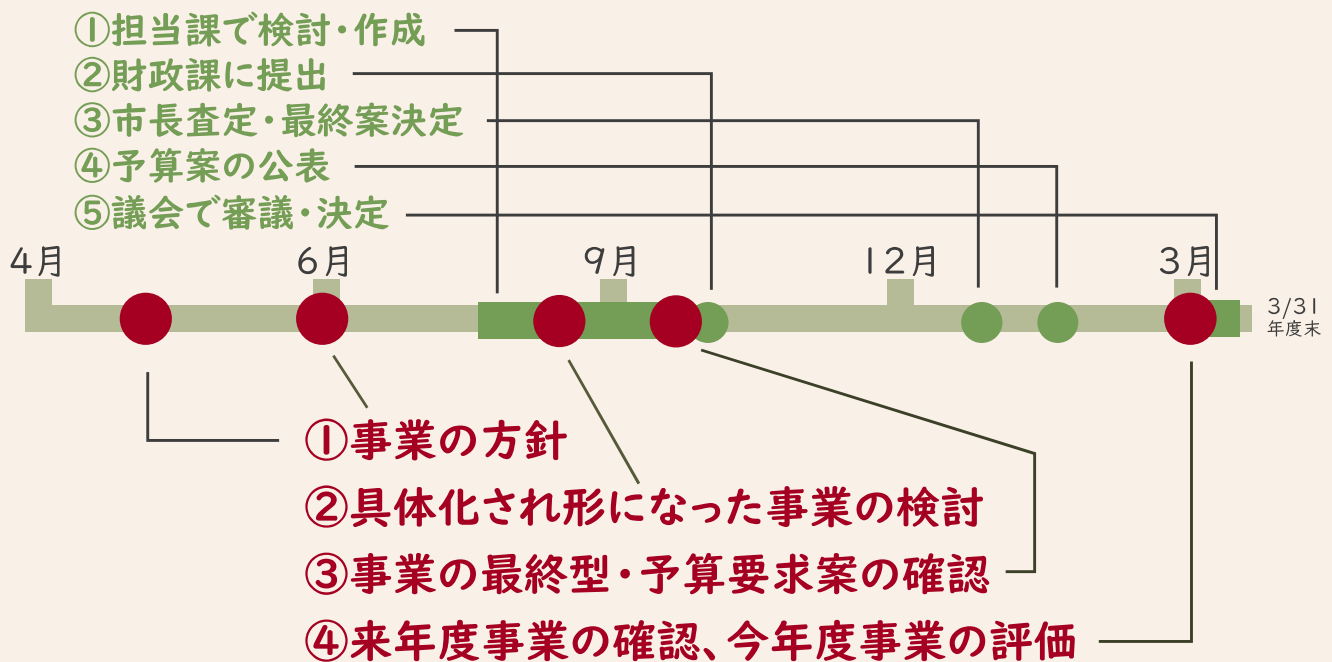 ①担当課で検討・作成
②財政課に提出
③市長査定・最終案決定
④予算案の公表
⑤議会で審議・決定
4月
6月
9月
12月
3月
3/31
年度末
①事業の方針
②具体化され形になった事業の検討
③事業の最終型・予算要求案の確認
④来年度事業の確認、今年度事業の評価